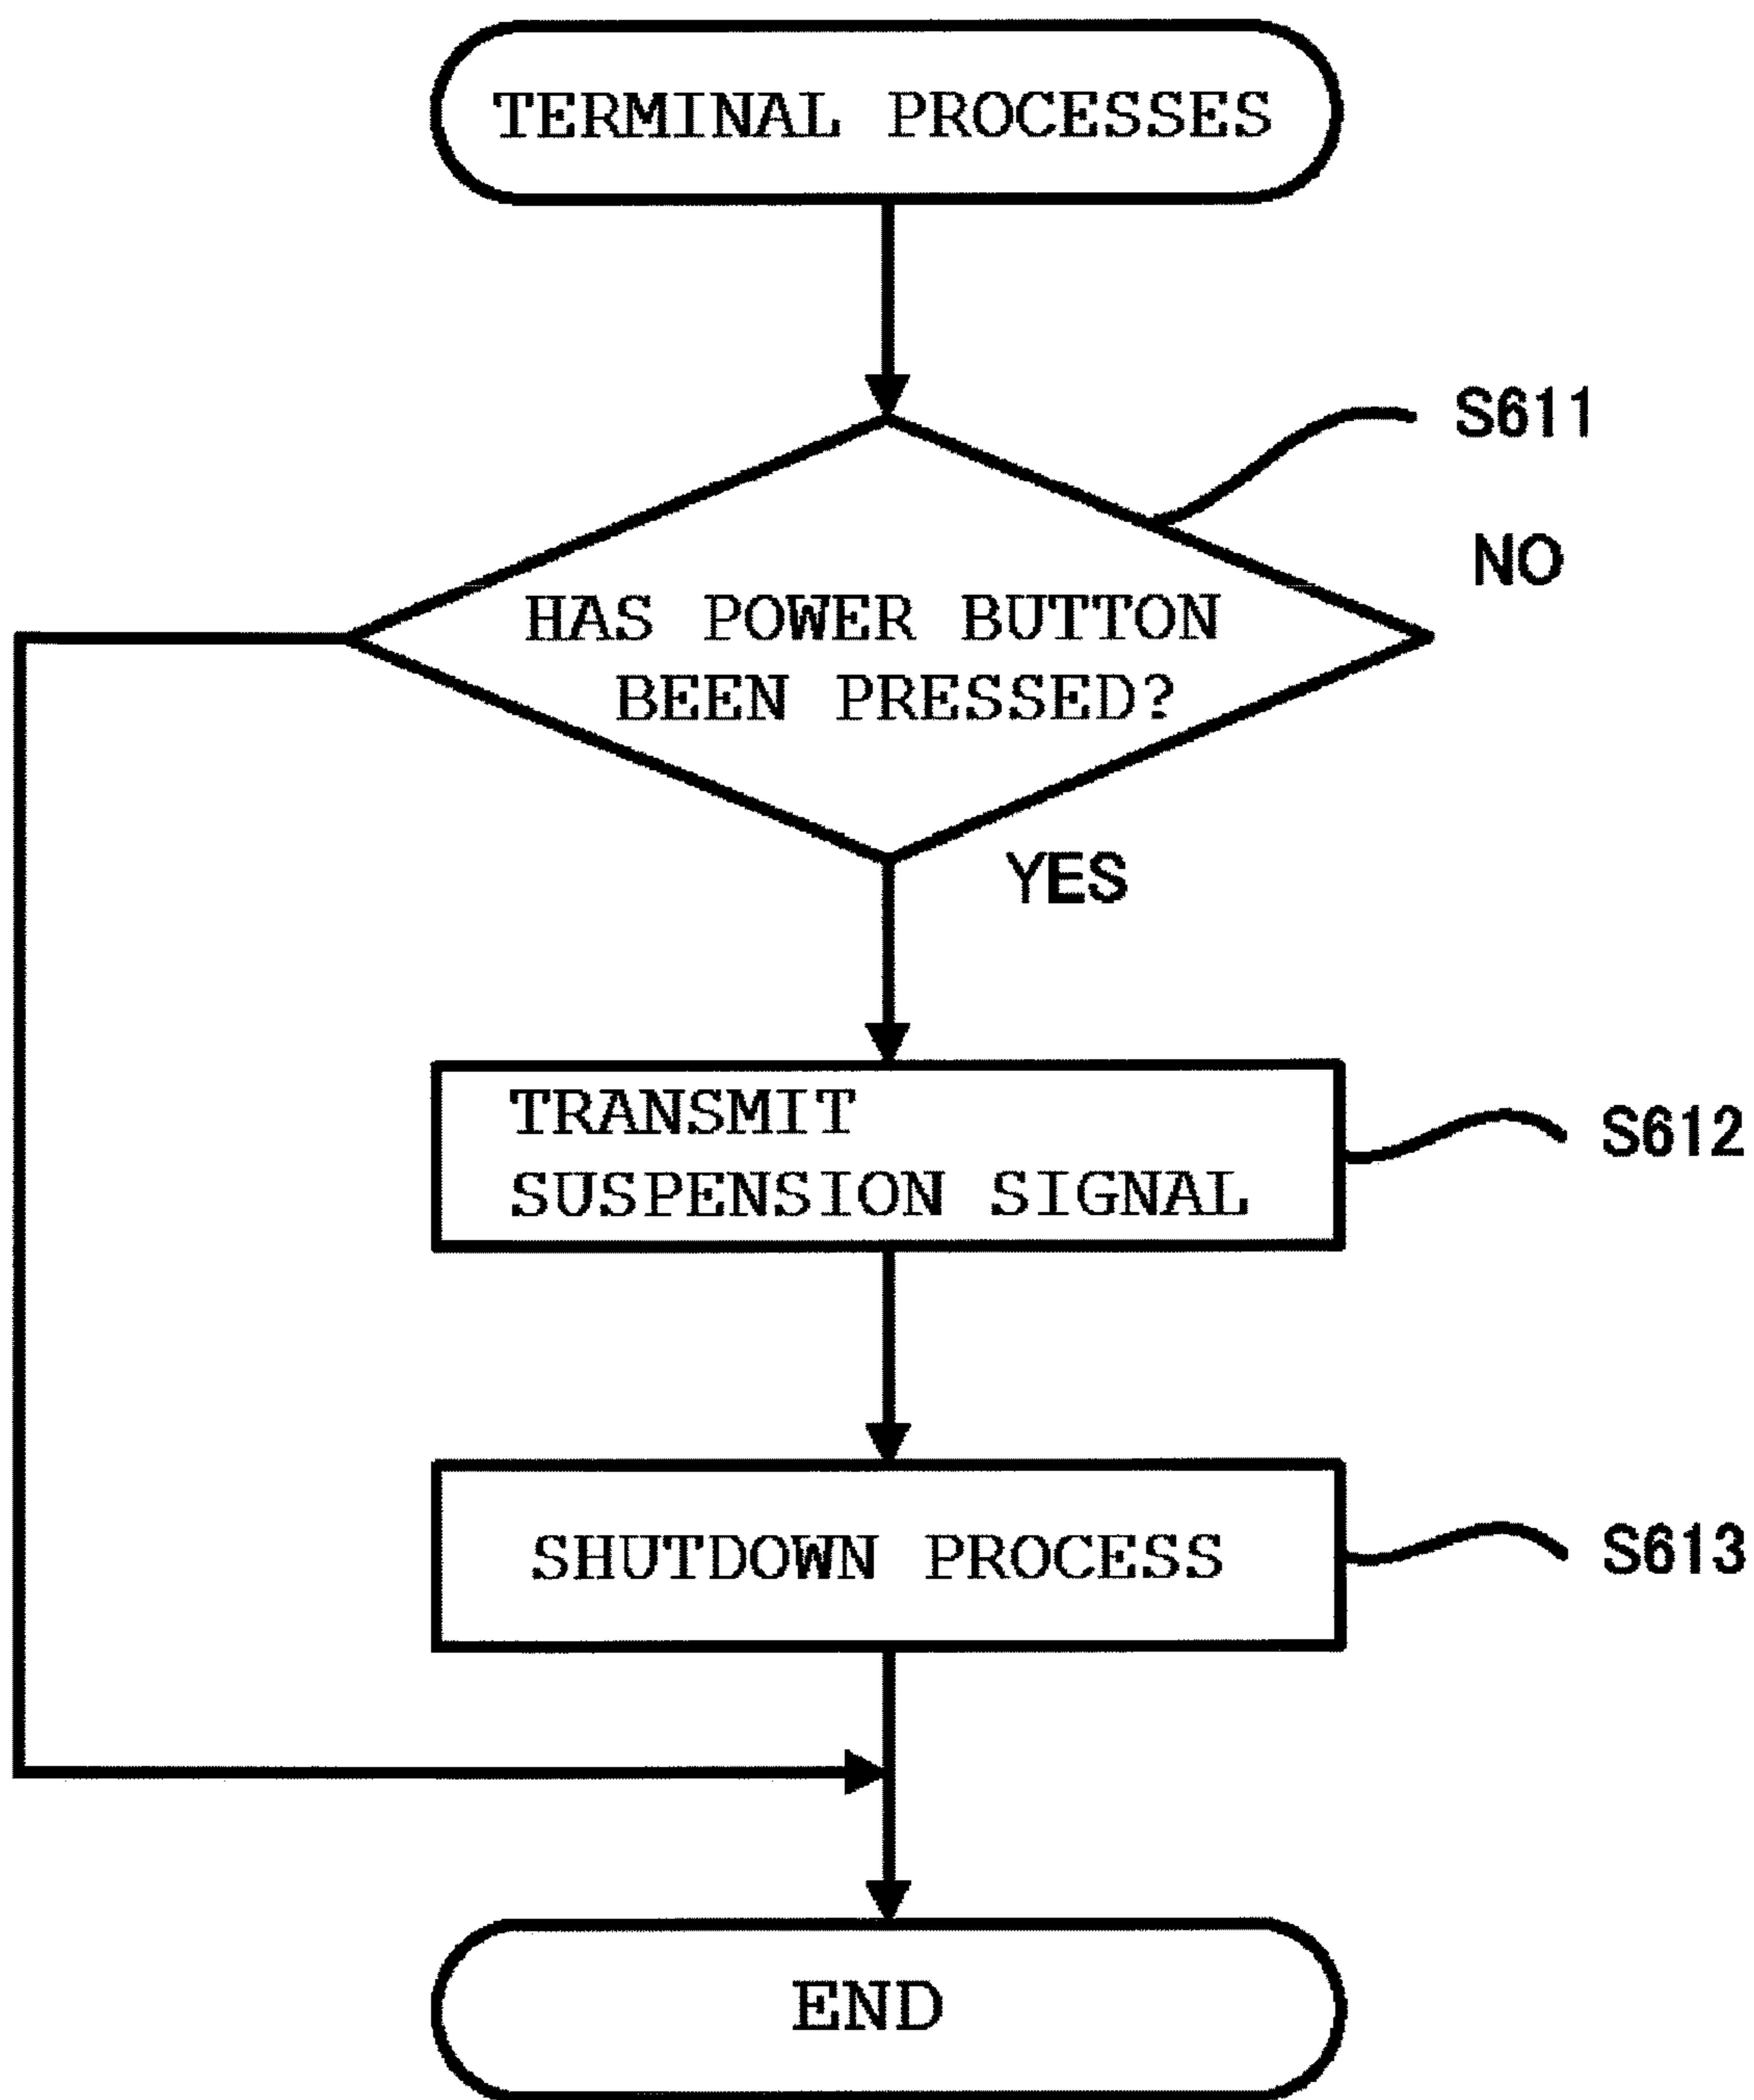 TERMINAL PROCESSES
S611
NO
HAS POWER BUTTON
BEEN PRESSED?
YES
TRANSMIT
SUSPENSION SIGNAL
S612
SHUTDOWN PROCESS
S613
END